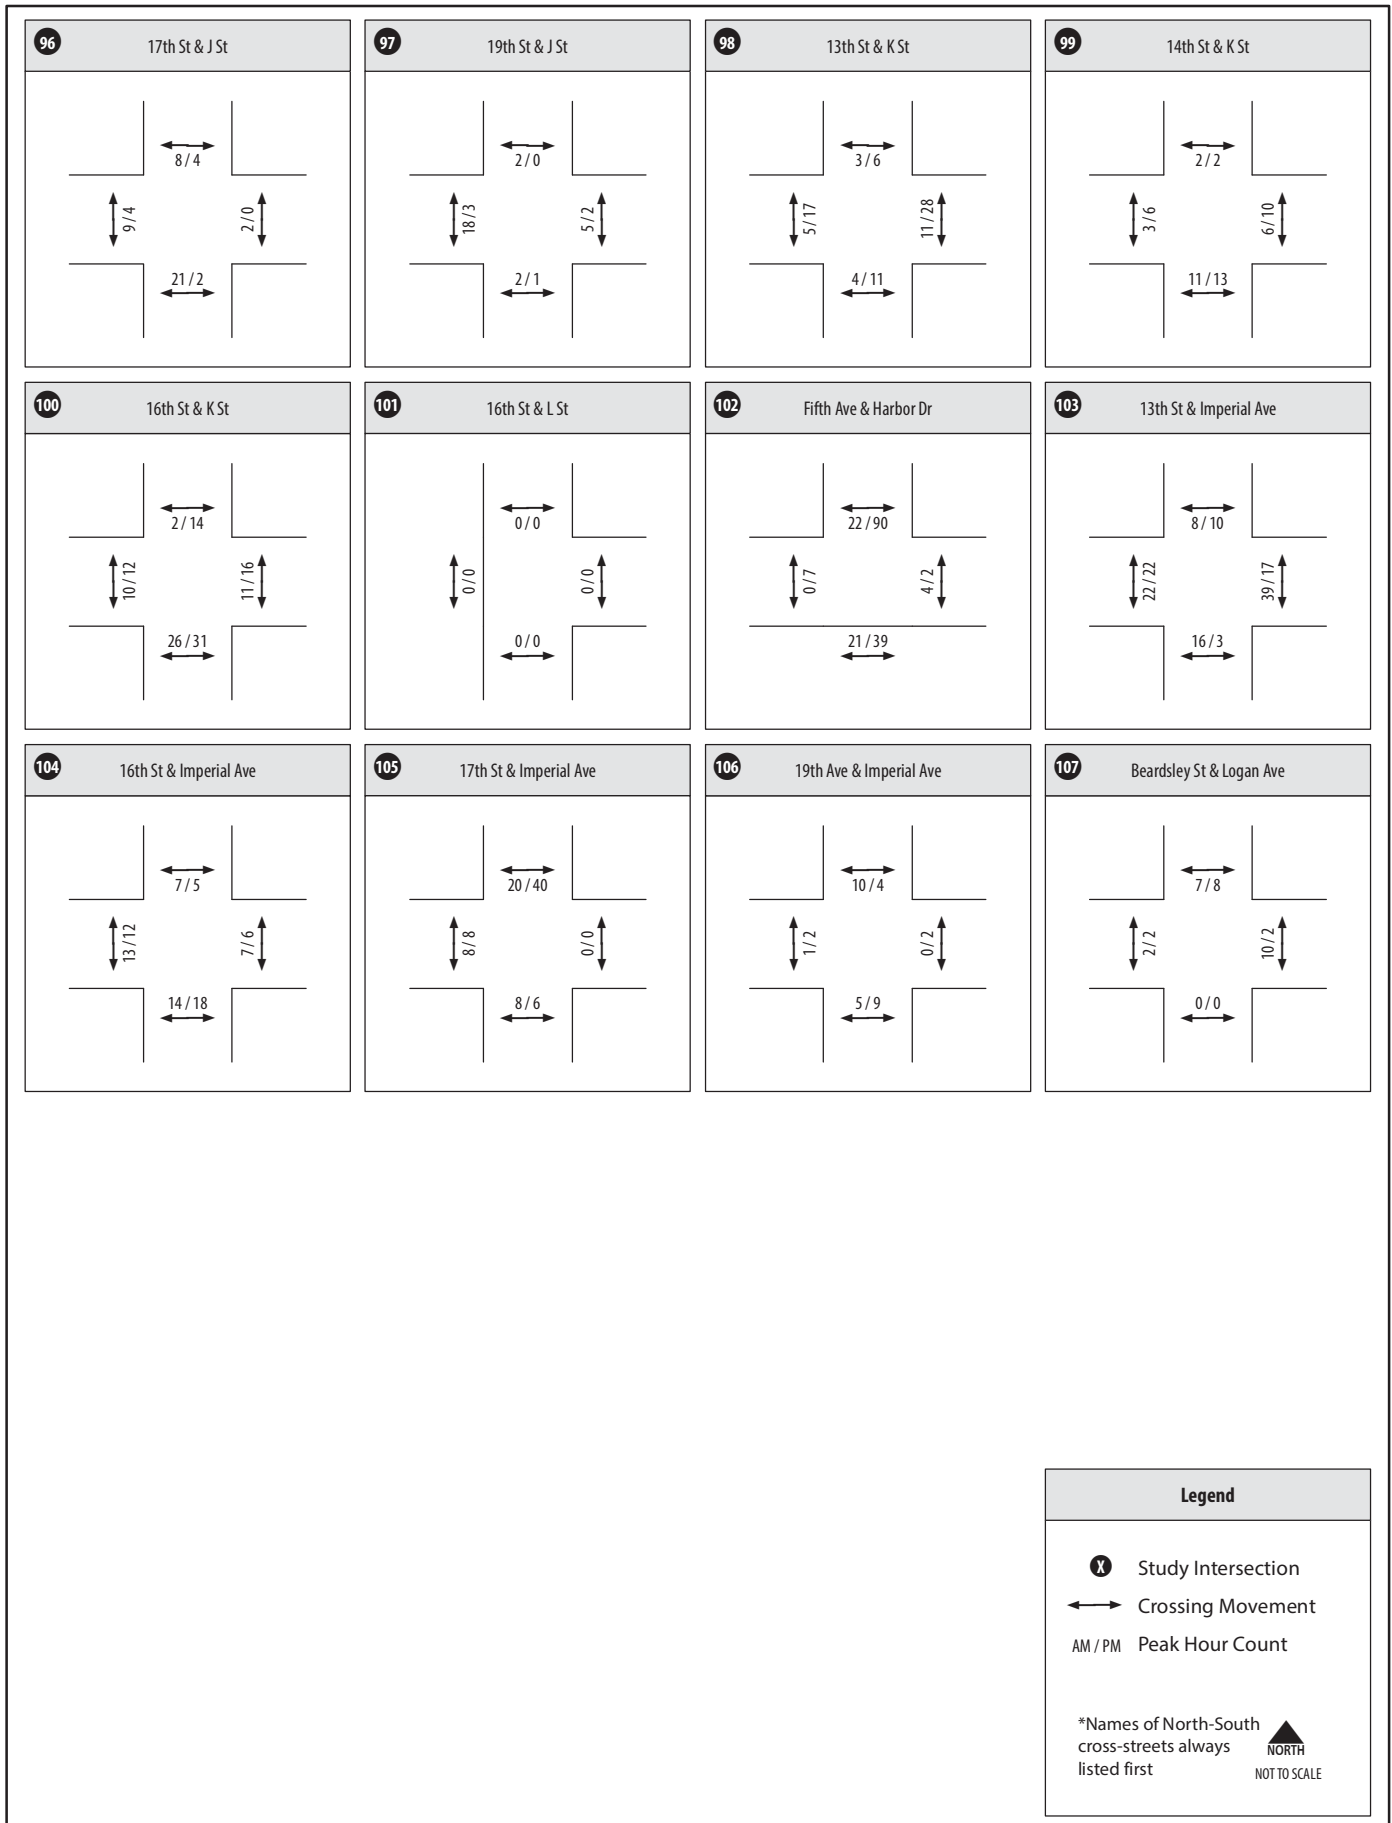 96 17th St & J St
8 / 4
9 / 4
2 / 0
21 / 2
97 19th St & J St
2 / 0
18 / 3
5 / 2
2 / 1
98 13th St & K St
3 / 6
5 / 17
11 / 28
4 / 11
99 14th St & K St
2 / 2
3 / 6
6 / 10
11 / 13
100 16th St & K St
2 / 14
10 / 12
11 / 16
26 / 31
101 16th St & L St
0 / 0
0 / 0
0 / 0
0 / 0
102 Fifth Ave & Harbor Dr
22 / 90
0 / 7
4 / 2
21 / 39
103 13th St & Imperial Ave
8 / 10
22 / 22
39 / 17
16 / 3
104 16th St & Imperial Ave
7 / 5
13 / 12
7 / 6
14 / 18
105 17th St & Imperial Ave
20 / 40
8 / 8
0 / 0
8 / 6
106 19th Ave & Imperial Ave
10 / 4
1 / 2
0 / 2
5 / 9
107 Beardsley St & Logan Ave
7 / 8
2 / 2
10 / 2
0 / 0
Legend
X Study Intersection
Crossing Movement
AM / PM Peak Hour Count
*Names of North-South
cross-streets always
listed first
NORTH
NOT TO SCALE